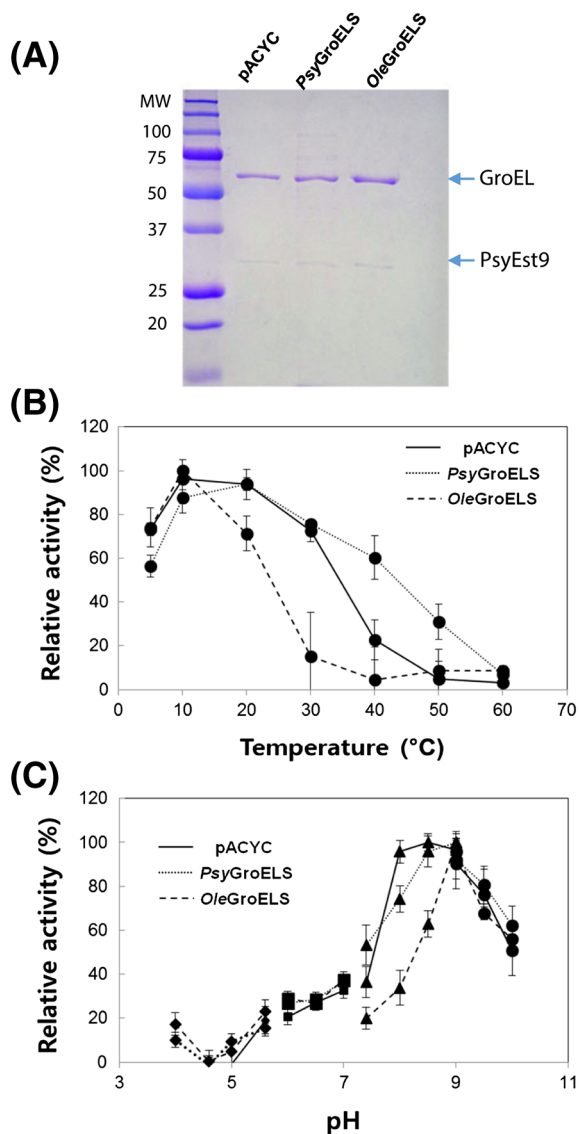 (A)
pACYC
PsyGroELS
OleGroELS
MW
100
75
50
37
25
20
GroEL
PsyEst9
(B)
120
100
80
60
40
20
0
Relative activity (%)
pACYC
PsyGroELS
OleGroELS
0 10 20 30 40 50 60 70
Temperature (°C)
(C)
120
100
80
60
40
20
0
Relative activity (%)
pACYC
PsyGroELS
OleGroELS
3 5 7 9 11
pH